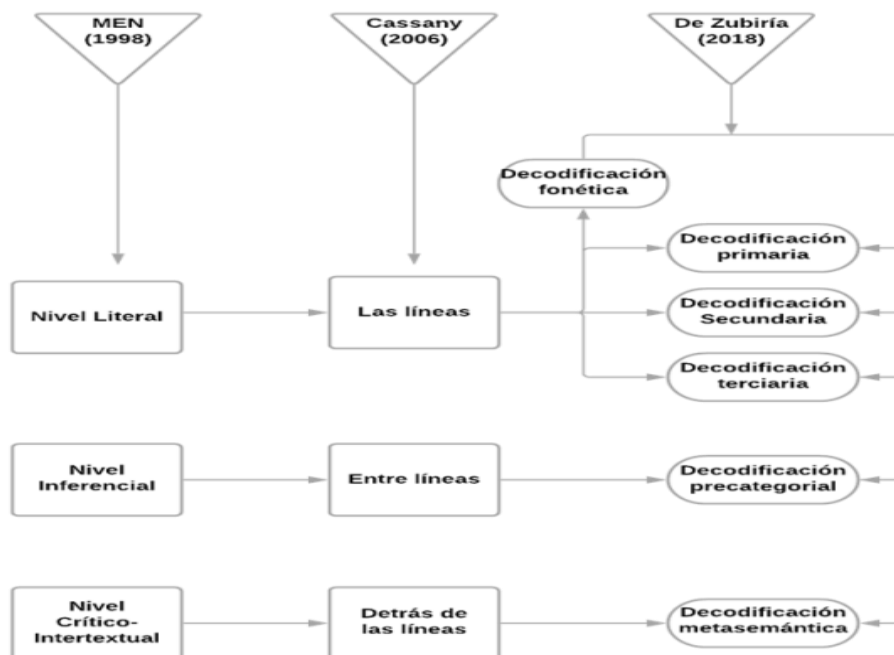 MEN
(1998)
Cassany
(2006)
De Zubiría
(2018)
Decodificación
fonética
Decodificación
primaria
Nivel Literal
Las líneas
Decodificación
Secundaria
Decodificación
terciaria
Nivel
Inferencial
Entre líneas
Decodificación
precategorial
Nivel
Crítico-
Intertextual
Detrás de
las líneas
Decodificación
metasemántica